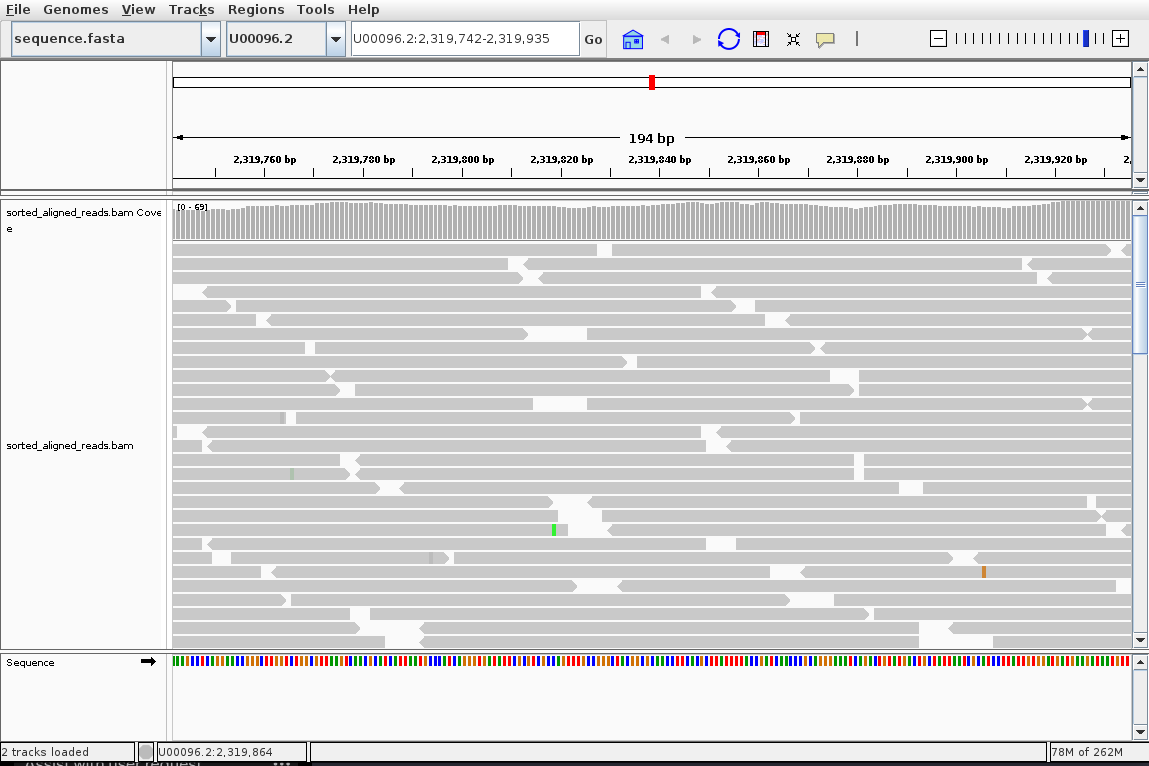 File Genomes View Tracks Regions Tools Help
sequence.fasta U00096.2 U00096.2:2,319,742-2,319,935 Go
194 bp
2,319,760 bp 2,319,780 bp 2,319,800 bp 2,319,820 bp 2,319,840 bp 2,319,860 bp 2,319,880 bp 2,319,900 bp 2,319,920 bp 2,
sorted_aligned_reads.bam Cove
e
[0 - 69]
sorted_aligned_reads.bam
Sequence
2 tracks loaded U00096.2:2,319,864 78M of 262M